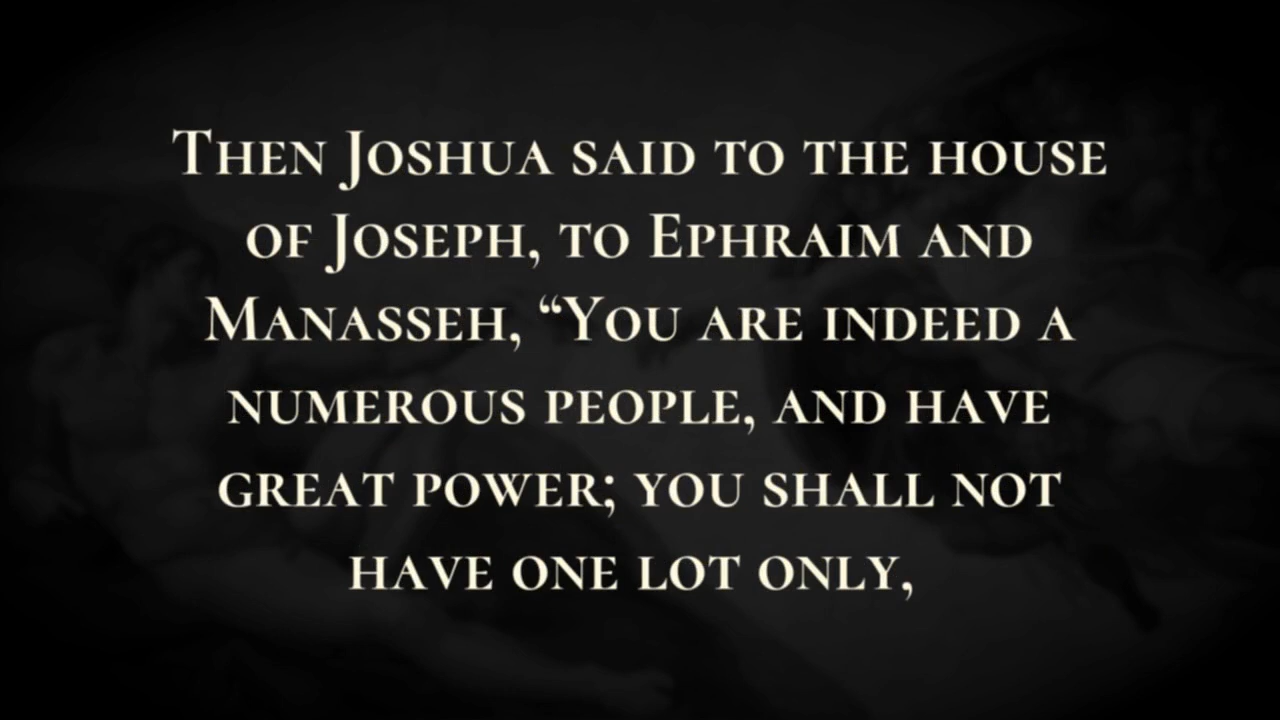 Then Joshua said to the house
of Joseph, to Ephraim and
Manasseh, “You are indeed a
numerous people, and have
great power; you shall not
have one lot only,